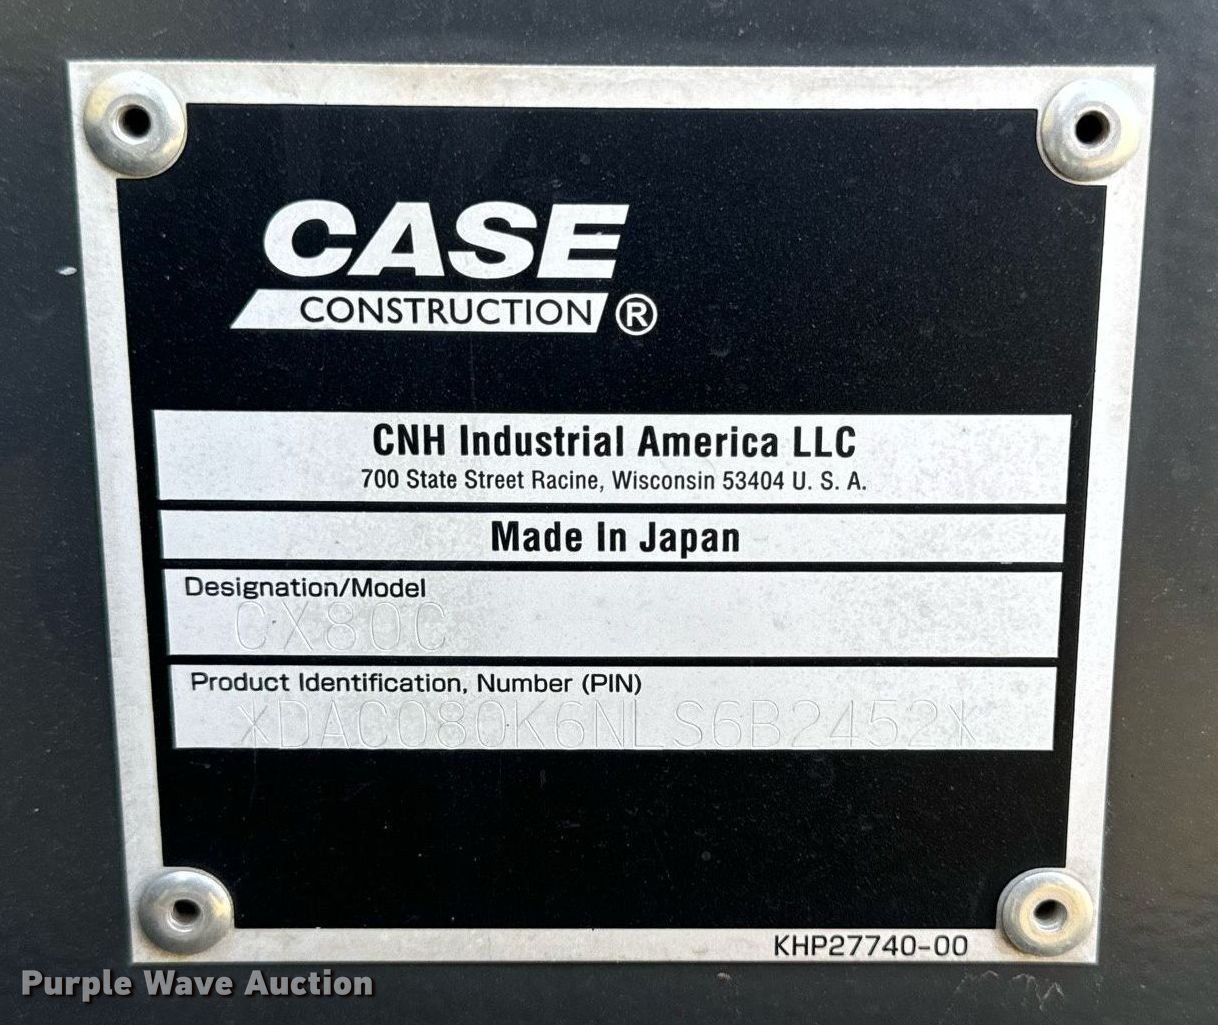 CASE
CONSTRUCTION ®
CNH Industrial America LLC
700 State Street Racine, Wisconsin 53404 U. S. A.
Made In Japan
Designation/Model
CX80C
Product Identification, Number (PIN)
XDAC080K6NLS6B2452X
KHP27740-00
Purple Wave Auction